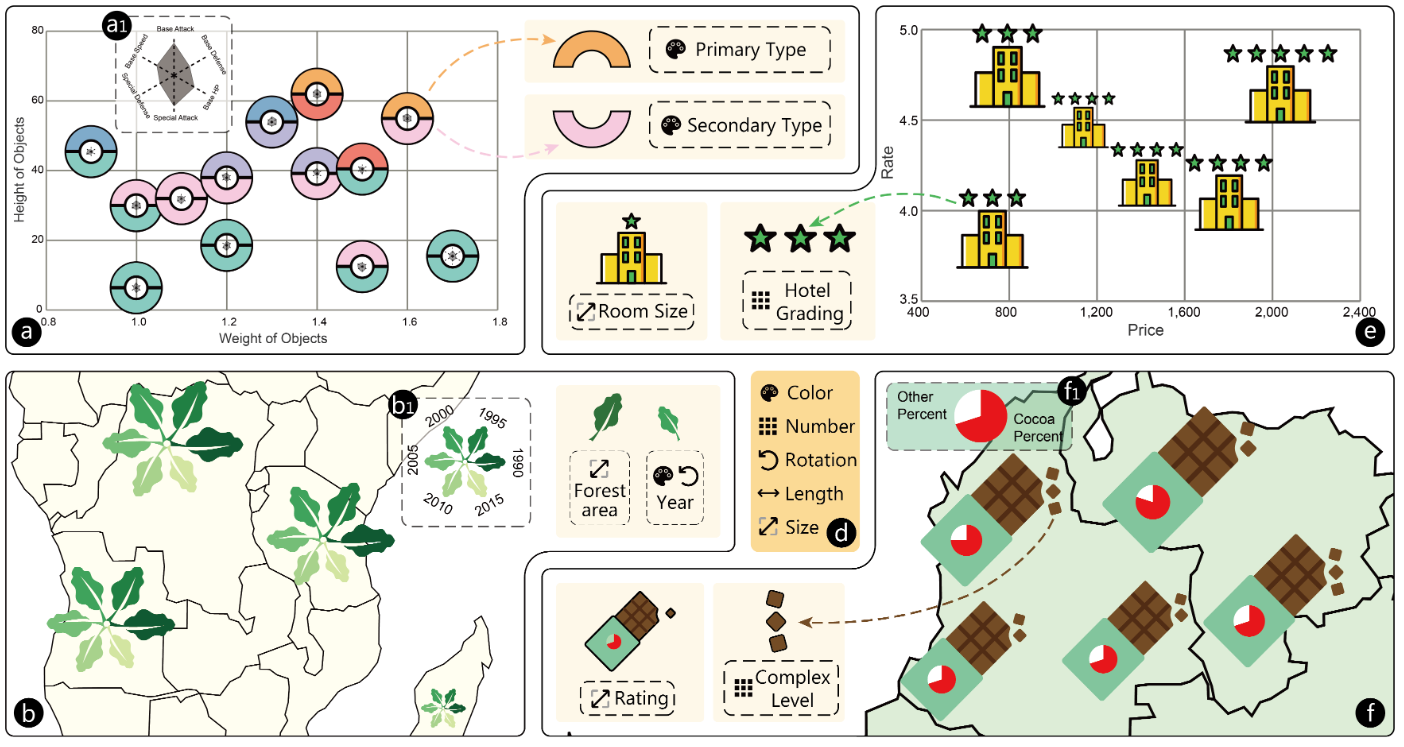 a1
Base Attack
Base Defense
Base HP
Special Attack
Special Defense
Base Speed
80
60
40
20
0
Height of Objects
0.8
1.0
1.2
1.4
1.6
1.8
Weight of Objects
a
Primary Type
Secondary Type
5.0
4.5
4.0
3.5
Rate
400
800
1,200
1,600
2,000
2,400
Price
e
Room Size
Hotel
Grading
b1
2000
1995
2005
1990
2010
2015
Forest
area
Year
b
Color
Number
Rotation
Length
Size
d
f1
Other
Percent
Cocoa
Percent
Rating
Complex
Level
f